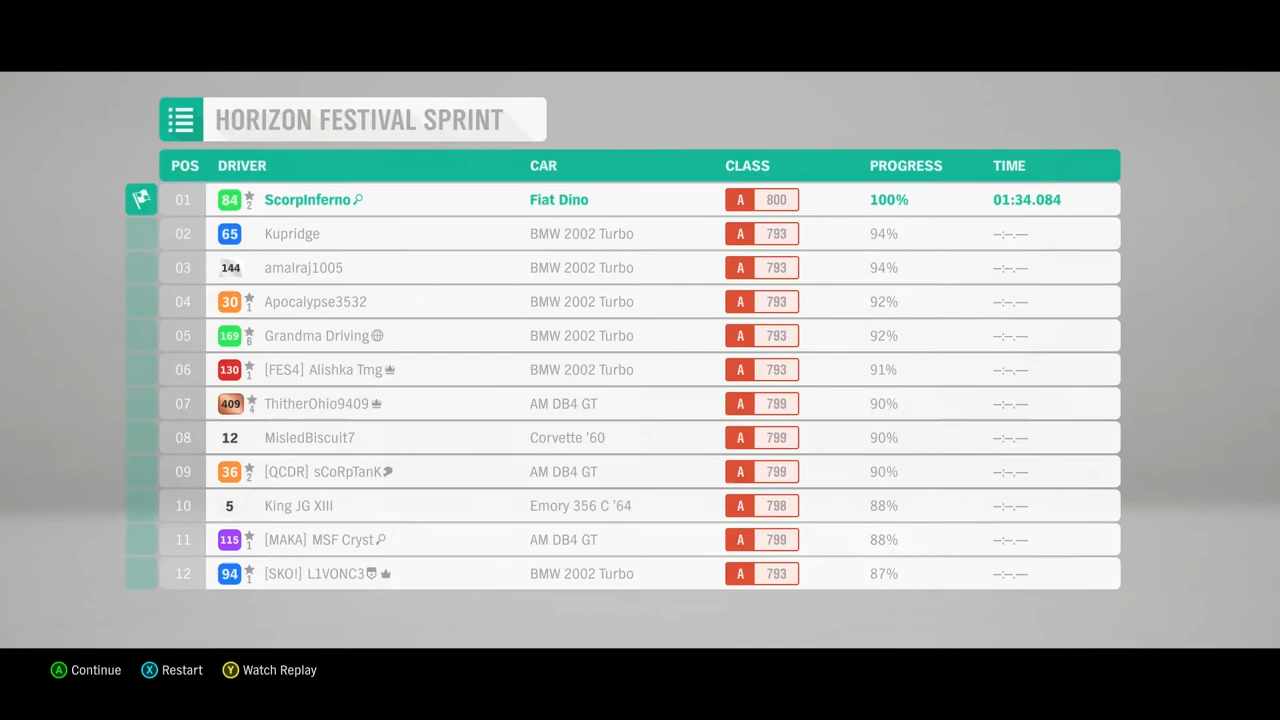 HORIZON FESTIVAL SPRINT
POS DRIVER CAR CLASS PROGRESS TIME
01 84 2 ScorpInferno Fiat Dino A 800 100% 01:34.084
02 65 Kupridge BMW 2002 Turbo A 793 94% --:--.---
03 144 amalraj1005 BMW 2002 Turbo A 793 94% --:--.---
04 30 1 Apocalypse3532 BMW 2002 Turbo A 793 92% --:--.---
05 169 6 Grandma Driving BMW 2002 Turbo A 793 92% --:--.---
06 130 1 [FES4] Alishka Tmg BMW 2002 Turbo A 793 91% --:--.---
07 409 4 ThitherOhio9409 AM DB4 GT A 799 90% --:--.---
08 12 MisledBiscuit7 Corvette '60 A 799 90% --:--.---
09 36 2 [QCDR] sCoRpTanK AM DB4 GT A 799 90% --:--.---
10 5 King JG XIII Emory 356 C '64 A 798 88% --:--.---
11 115 1 [MAKA] MSF Cryst AM DB4 GT A 799 88% --:--.---
12 94 1 [SKO!] L1VONC3 BMW 2002 Turbo A 793 87% --:--.---
A Continue X Restart Y Watch Replay